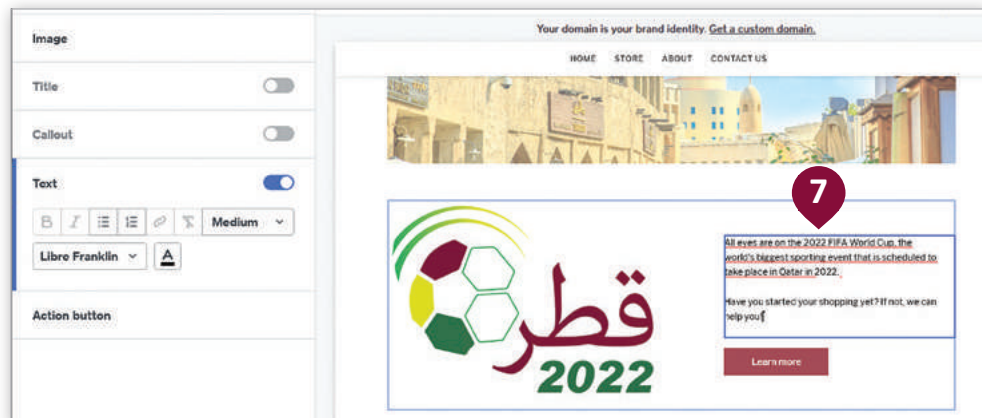 Image
Title
Callout
Text
B I
Medium
Libre Franklin
A
Action button
Your domain is your brand identity. Get a custom domain.
HOME STORE ABOUT CONTACT US
7
قطر
2022
All eyes are on the 2022 FIFA World Cup, the
world's biggest sporting event that is scheduled to
take place in Qatar in 2022.
Have you started your shopping yet? If not, we can
help you!
Learn more